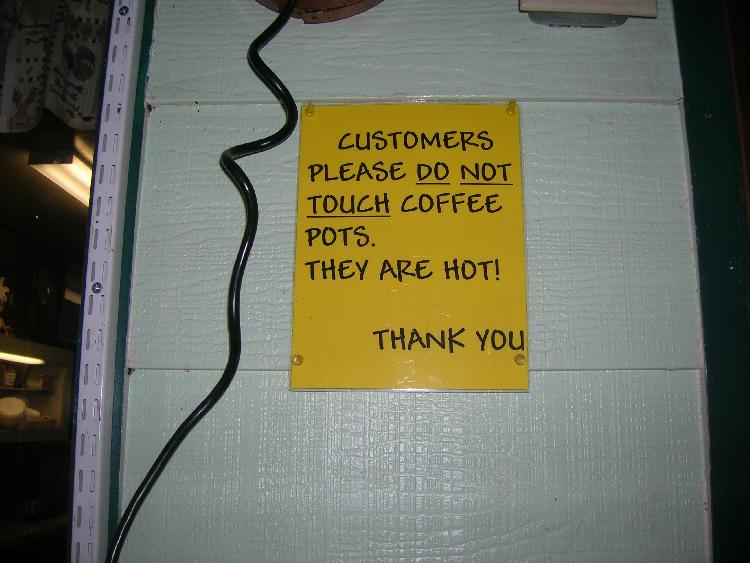 CUSTOMERS
PLEASE DO NOT
TOUCH COFFEE
POTS.
THEY ARE HOT!
THANK YOU